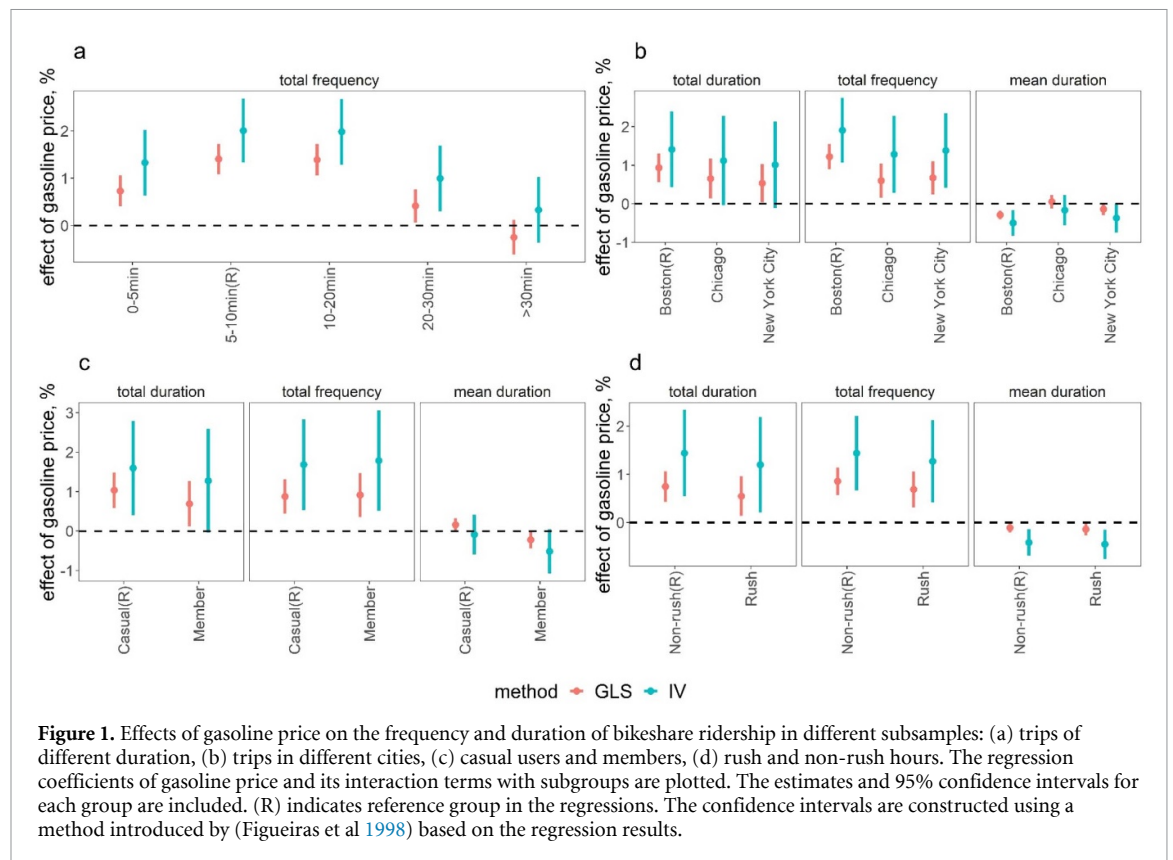 a
total frequency
effect of gasoline price, %
2
1
0
0-5min
5-10min(R)
10-20min
20-30min
>30min
b
total duration
total frequency
mean duration
effect of gasoline price, %
2
1
0
-1
Boston(R)
Chicago
New York City
Boston(R)
Chicago
New York City
Boston(R)
Chicago
New York City
c
total duration
total frequency
mean duration
effect of gasoline price, %
3
2
1
0
-1
Casual(R)
Member
Casual(R)
Member
Casual(R)
Member
d
total duration
total frequency
mean duration
effect of gasoline price, %
2
1
0
Non-rush(R)
Rush
Non-rush(R)
Rush
Non-rush(R)
Rush
method GLS IV
Figure 1. Effects of gasoline price on the frequency and duration of bikeshare ridership in different subsamples: (a) trips of
different duration, (b) trips in different cities, (c) casual users and members, (d) rush and non-rush hours. The regression
coefficients of gasoline price and its interaction terms with subgroups are plotted. The estimates and 95% confidence intervals for
each group are included. (R) indicates reference group in the regressions. The confidence intervals are constructed using a
method introduced by (Figueiras et al 1998) based on the regression results.